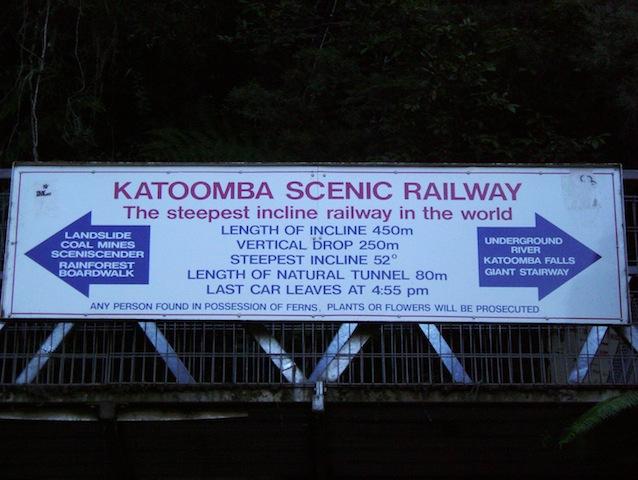 KATOOMBA SCENIC RAILWAY
The steepest incline railway in the world
LENGTH OF INCLINE 450m
VERTICAL DROP 250m
STEEPEST INCLINE 52°
LENGTH OF NATURAL TUNNEL 80m
LAST CAR LEAVES AT 4:55 pm
LANDSLIDE
COAL MINES
SCENISCENDER
RAINFOREST
BOARDWALK
UNDERGROUND
RIVER
KATOOMBA FALLS
GIANT STAIRWAY
ANY PERSON FOUND IN POSSESSION OF FERNS, PLANTS OR FLOWERS WILL BE PROSECUTED